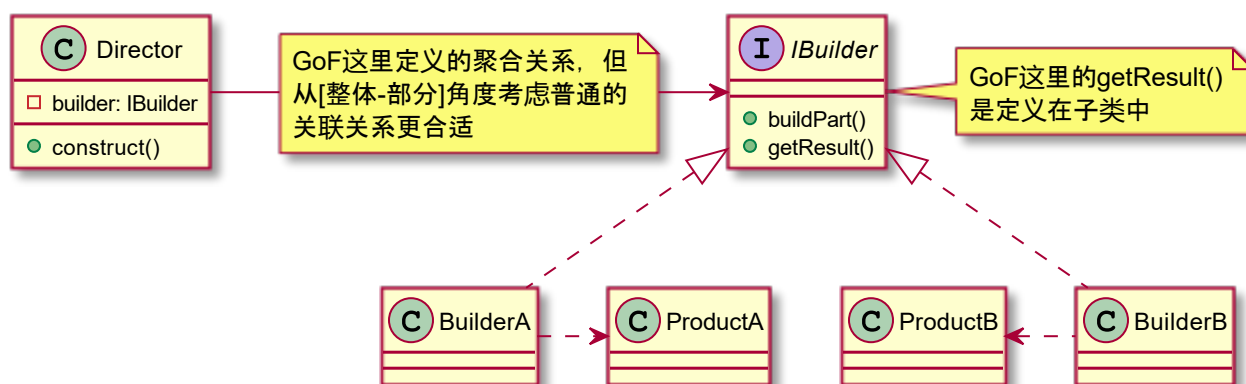 C Director
builder: IBuilder
construct()
GoF这里定义的聚合关系，但
从[整体-部分]角度考虑普通的
关联关系更合适
I IBuilder
buildPart()
getResult()
GoF这里的getResult()
是定义在子类中
C BuilderA
C ProductA
C ProductB
C BuilderB